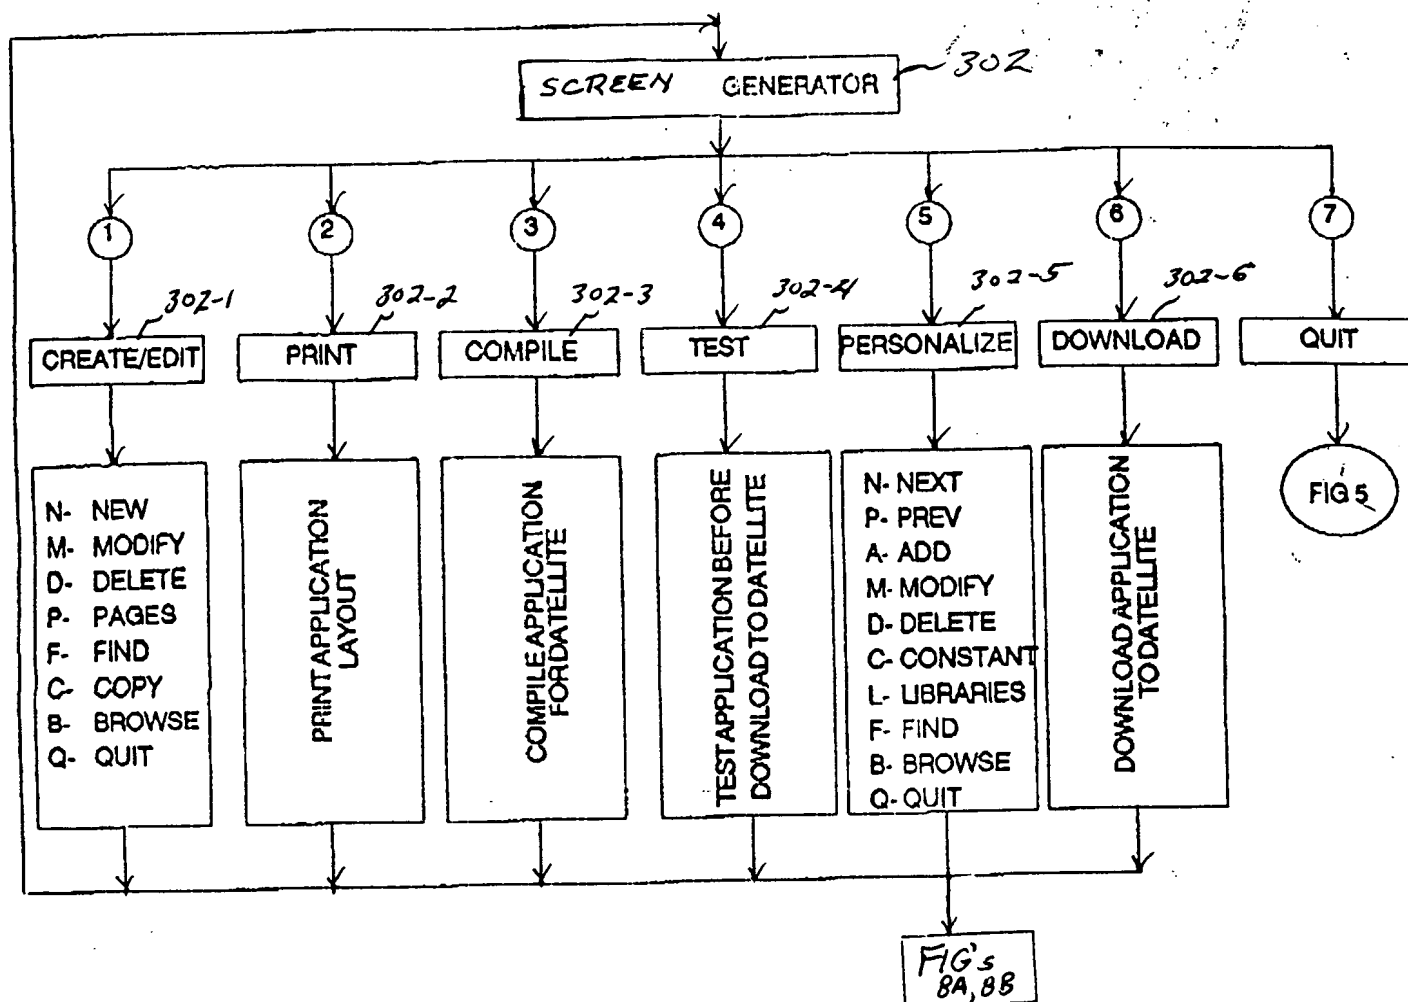 SCREEN GENERATOR
302
1
2
3
4
5
6
7
302-1
302-2
302-3
302-4
302-5
302-6
CREATE/EDIT
PRINT
COMPILE
TEST
PERSONALIZE
DOWNLOAD
QUIT
N- NEW
M- MODIFY
D- DELETE
P- PAGES
F- FIND
C- COPY
B- BROWSE
Q- QUIT
PRINT APPLICATION
LAYOUT
COMPILE APPLICATION
FOR DATELLITE
TEST APPLICATION BEFORE
DOWNLOAD TO DATELLITE
N- NEXT
P- PREV
A- ADD
M- MODIFY
D- DELETE
C- CONSTANT
L- LIBRARIES
F- FIND
B- BROWSE
Q- QUIT
DOWNLOAD APPLICATION
TO DATELLITE
FIG 5
FIG's
8A, 8B